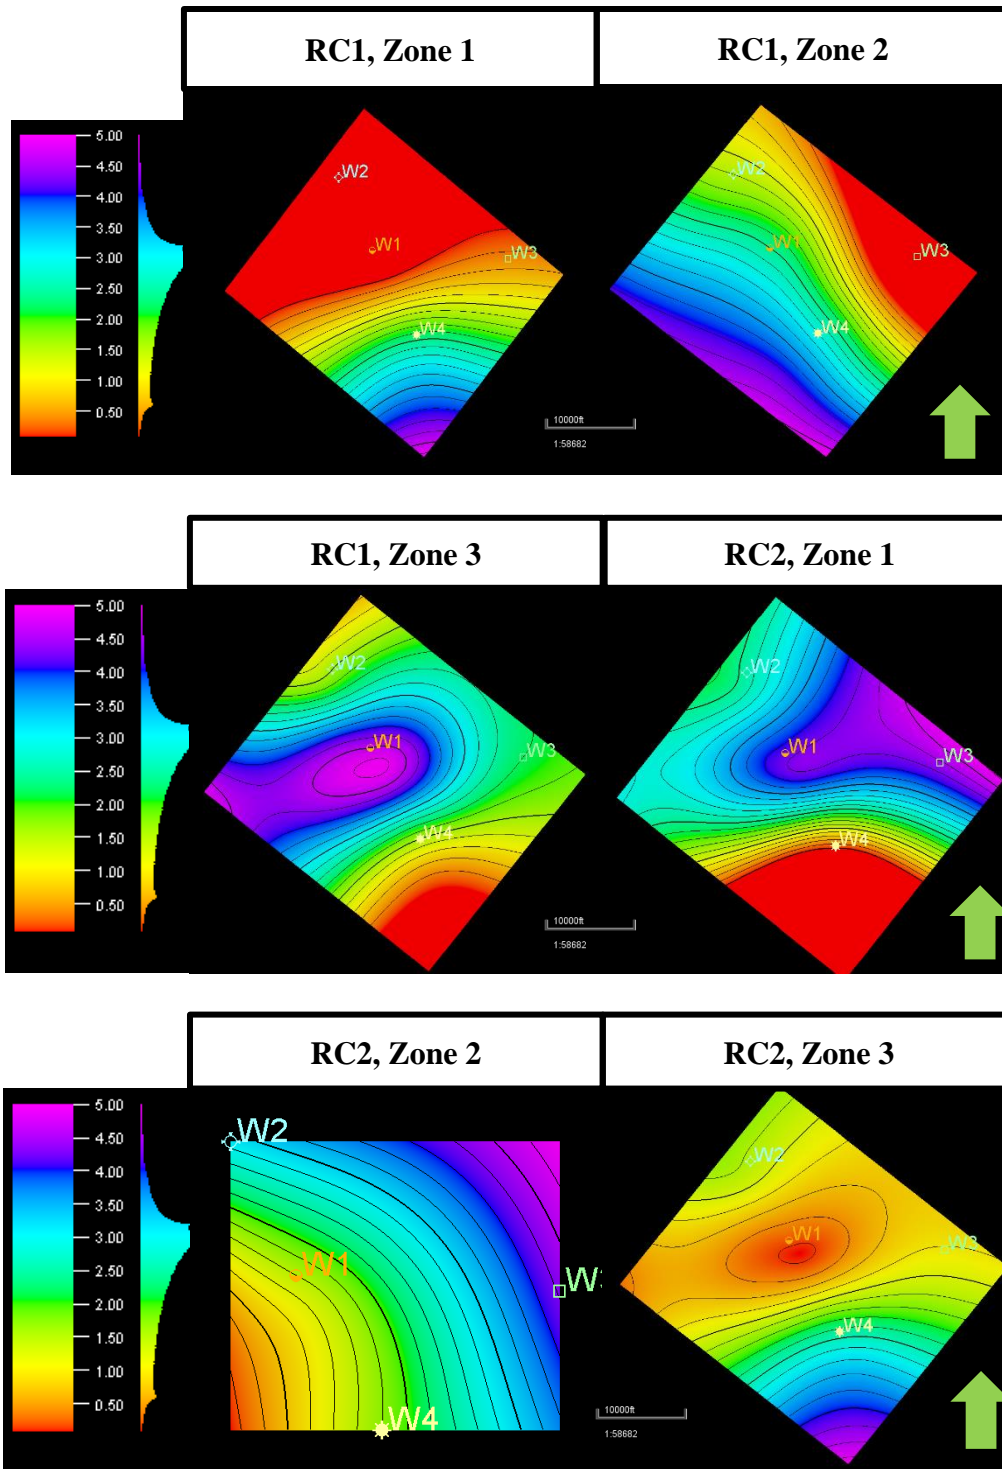 RC1, Zone 1
RC1, Zone 2
5.00
4.50
4.00
3.50
3.00
2.50
2.00
1.50
1.00
0.50
W2
W1
W3
W4
10000ft
1:58682
W2
W1
W3
W4
RC1, Zone 3
RC2, Zone 1
5.00
4.50
4.00
3.50
3.00
2.50
2.00
1.50
1.00
0.50
W2
W1
W3
W4
10000ft
1:58682
W2
W1
W3
W4
RC2, Zone 2
RC2, Zone 3
5.00
4.50
4.00
3.50
3.00
2.50
2.00
1.50
1.00
0.50
W2
W1
W4
W2
W1
W3
W4
10000ft
1:58682